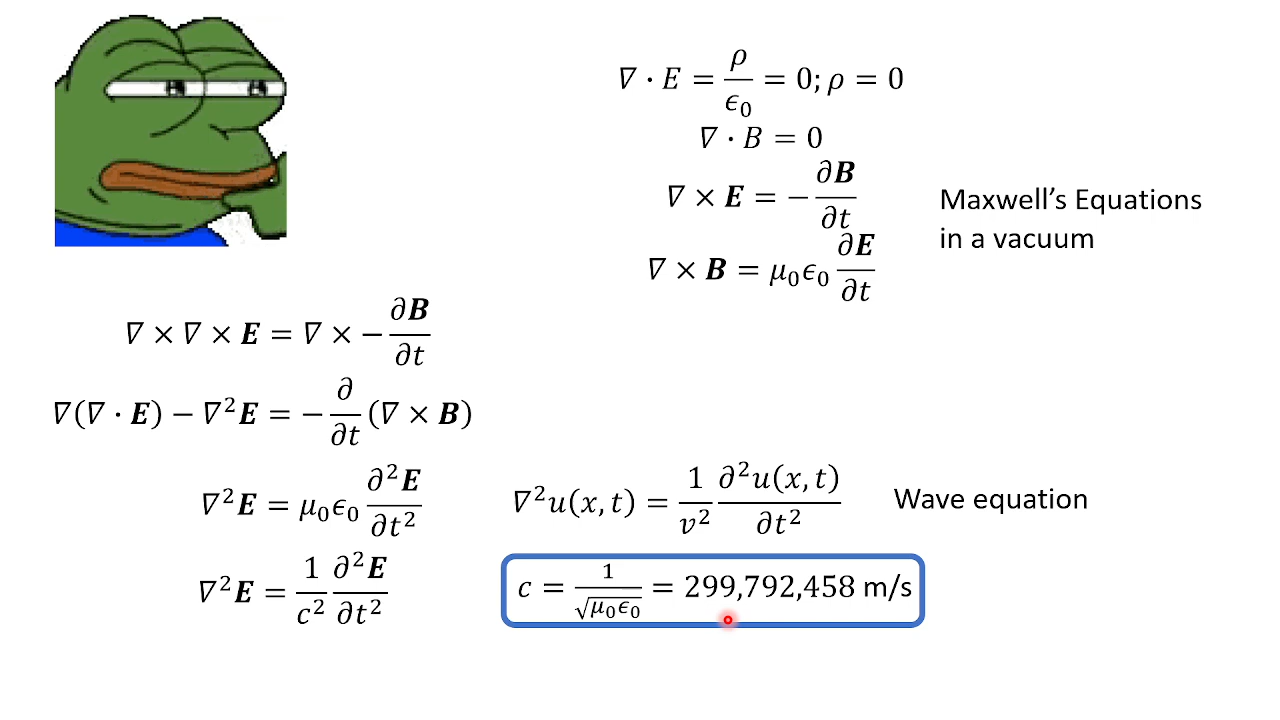 ∇ · E = ρ/ϵ₀ = 0; ρ = 0
∇ · B = 0
∇ × E = −∂B/∂t
∇ × B = μ₀ϵ₀ ∂E/∂t
Maxwell’s Equations
in a vacuum
∇ × ∇ × E = ∇ × −∂B/∂t
∇(∇ · E) − ∇²E = −∂/∂t (∇ × B)
∇²E = μ₀ϵ₀ ∂²E/∂t²
∇²u(x, t) = 1/v² ∂²u(x, t)/∂t²
Wave equation
∇²E = 1/c² ∂²E/∂t²
c = 1/√μ₀ϵ₀ = 299,792,458 m/s